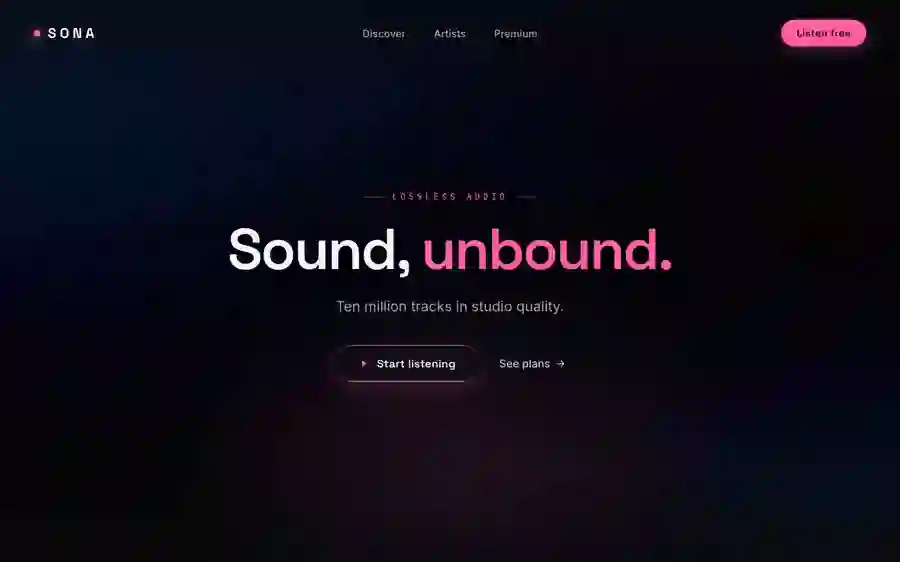 SONA
Discover Artists Premium
Listen free
LOSSLESS AUDIO
Sound, unbound.
Ten million tracks in studio quality.
Start listening
See plans →